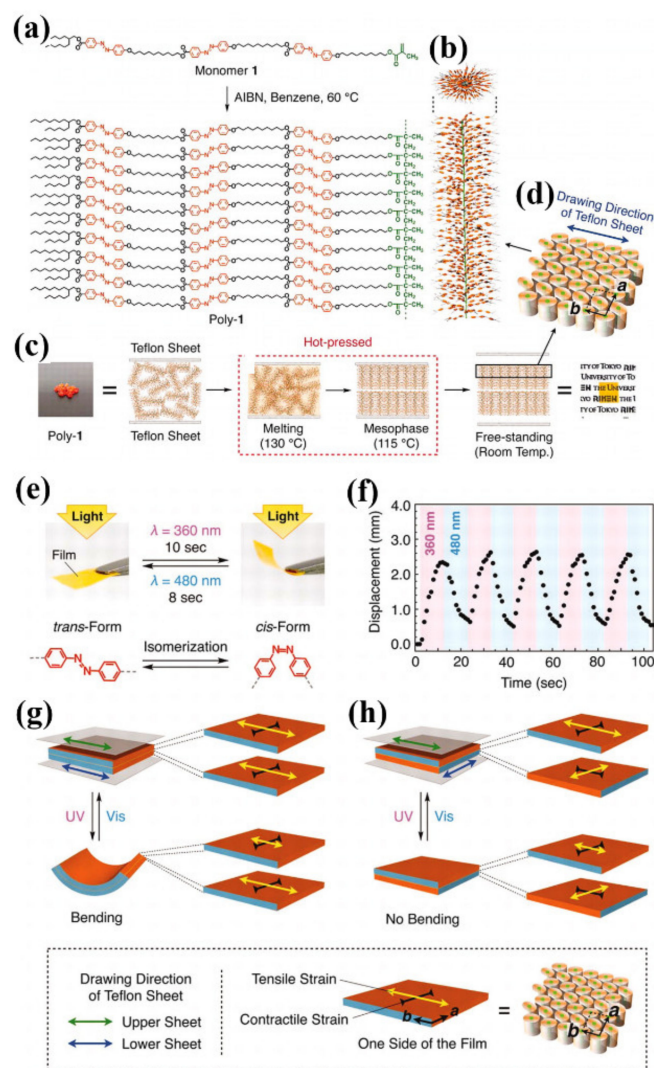 (a)
Monomer 1
AIBN, Benzene, 60 °C
Poly-1
(b)
(d)
Drawing Direction
of Teflon Sheet
a
b
(c)
Hot-pressed
Teflon Sheet
=
Teflon Sheet
Poly-1
Melting
(130 °C)
Mesophase
(115 °C)
Free-standing
(Room Temp.)
=
(e)
Light
Light
λ = 360 nm
10 sec
λ = 480 nm
8 sec
Film
trans-Form
cis-Form
Isomerization
N
N
N=N
(f)
Displacement (mm)
4.0
3.0
2.0
1.0
0.0
360 nm
480 nm
0 20 40 60 80 100
Time (sec)
(g)
UV
Vis
Bending
(h)
UV
Vis
No Bending
Drawing Direction
of Teflon Sheet
Upper Sheet
Lower Sheet
Tensile Strain
Contractile Strain
b
a
One Side of the Film
=
a
b